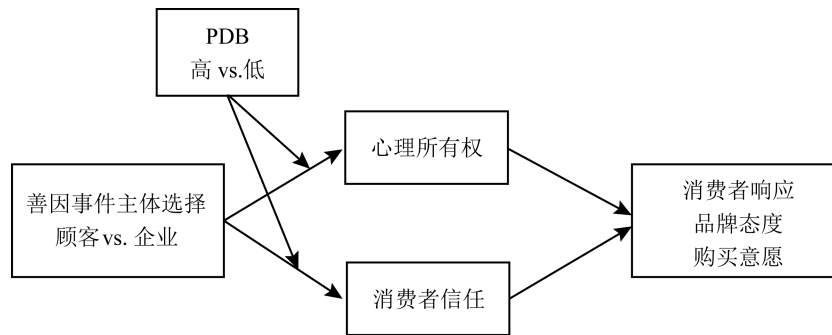 PDB
高 vs.低
心理所有权
善因事件主体选择
顾客 vs. 企业
消费者响应
品牌态度
购买意愿
消费者信任